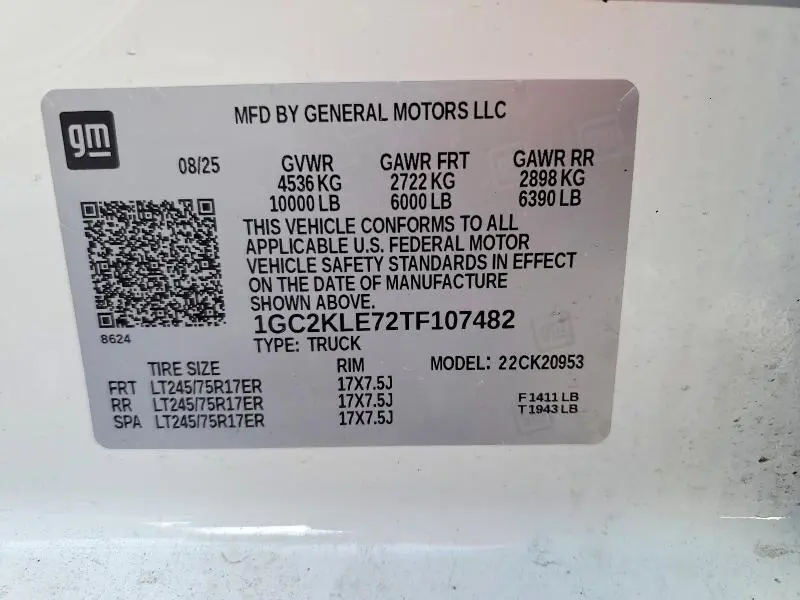 gm
MFD BY GENERAL MOTORS LLC
08/25 GVWR GAWR FRT GAWR RR
4536 KG 2722 KG 2898 KG
10000 LB 6000 LB 6390 LB
THIS VEHICLE CONFORMS TO ALL
APPLICABLE U.S. FEDERAL MOTOR
VEHICLE SAFETY STANDARDS IN EFFECT
ON THE DATE OF MANUFACTURE
SHOWN ABOVE.
8624
1GC2KLE72TF107482
TYPE: TRUCK
TIRE SIZE RIM MODEL: 22CK20953
FRT LT245/75R17ER 17X7.5J
RR LT245/75R17ER 17X7.5J F 1411 LB
SPA LT245/75R17ER 17X7.5J T 1943 LB